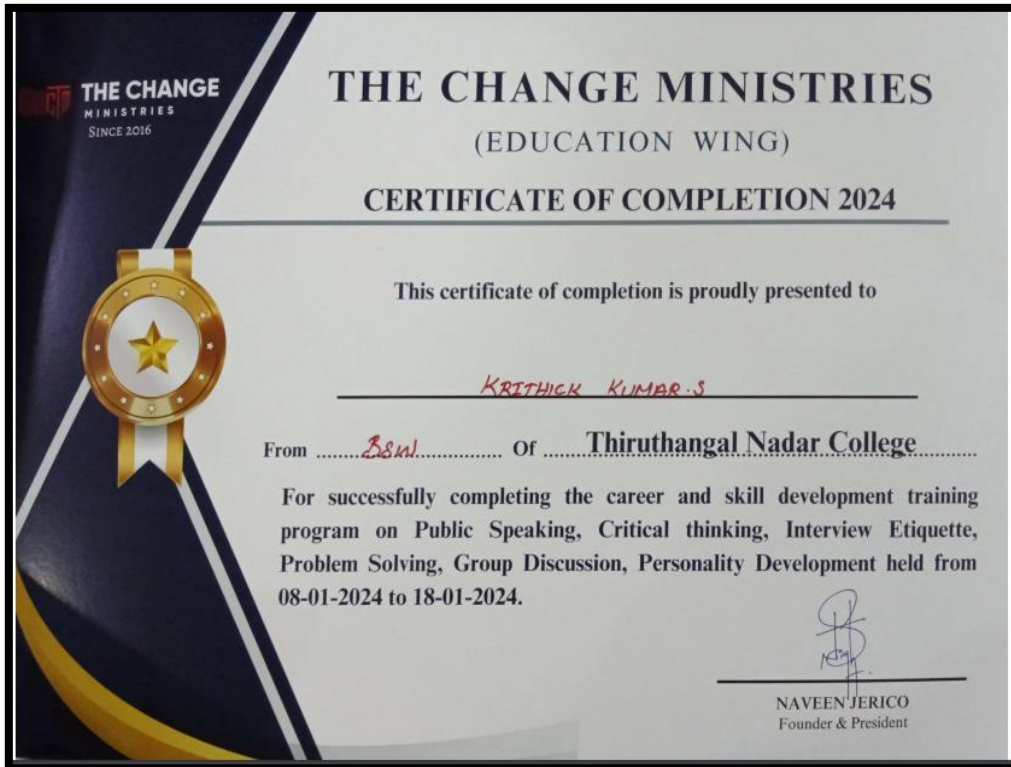 THE CHANGE
MINISTRIES
SINCE 2016
THE CHANGE MINISTRIES
(EDUCATION WING)
CERTIFICATE OF COMPLETION 2024
This certificate of completion is proudly presented to
KRITHICK KUMAR.S
From ........BSW.............. Of .......Thiruthangal Nadar College..........
For successfully completing the career and skill development training
program on Public Speaking, Critical thinking, Interview Etiquette,
Problem Solving, Group Discussion, Personality Development held from
08-01-2024 to 18-01-2024.
NAVEEN JERICO
Founder & President